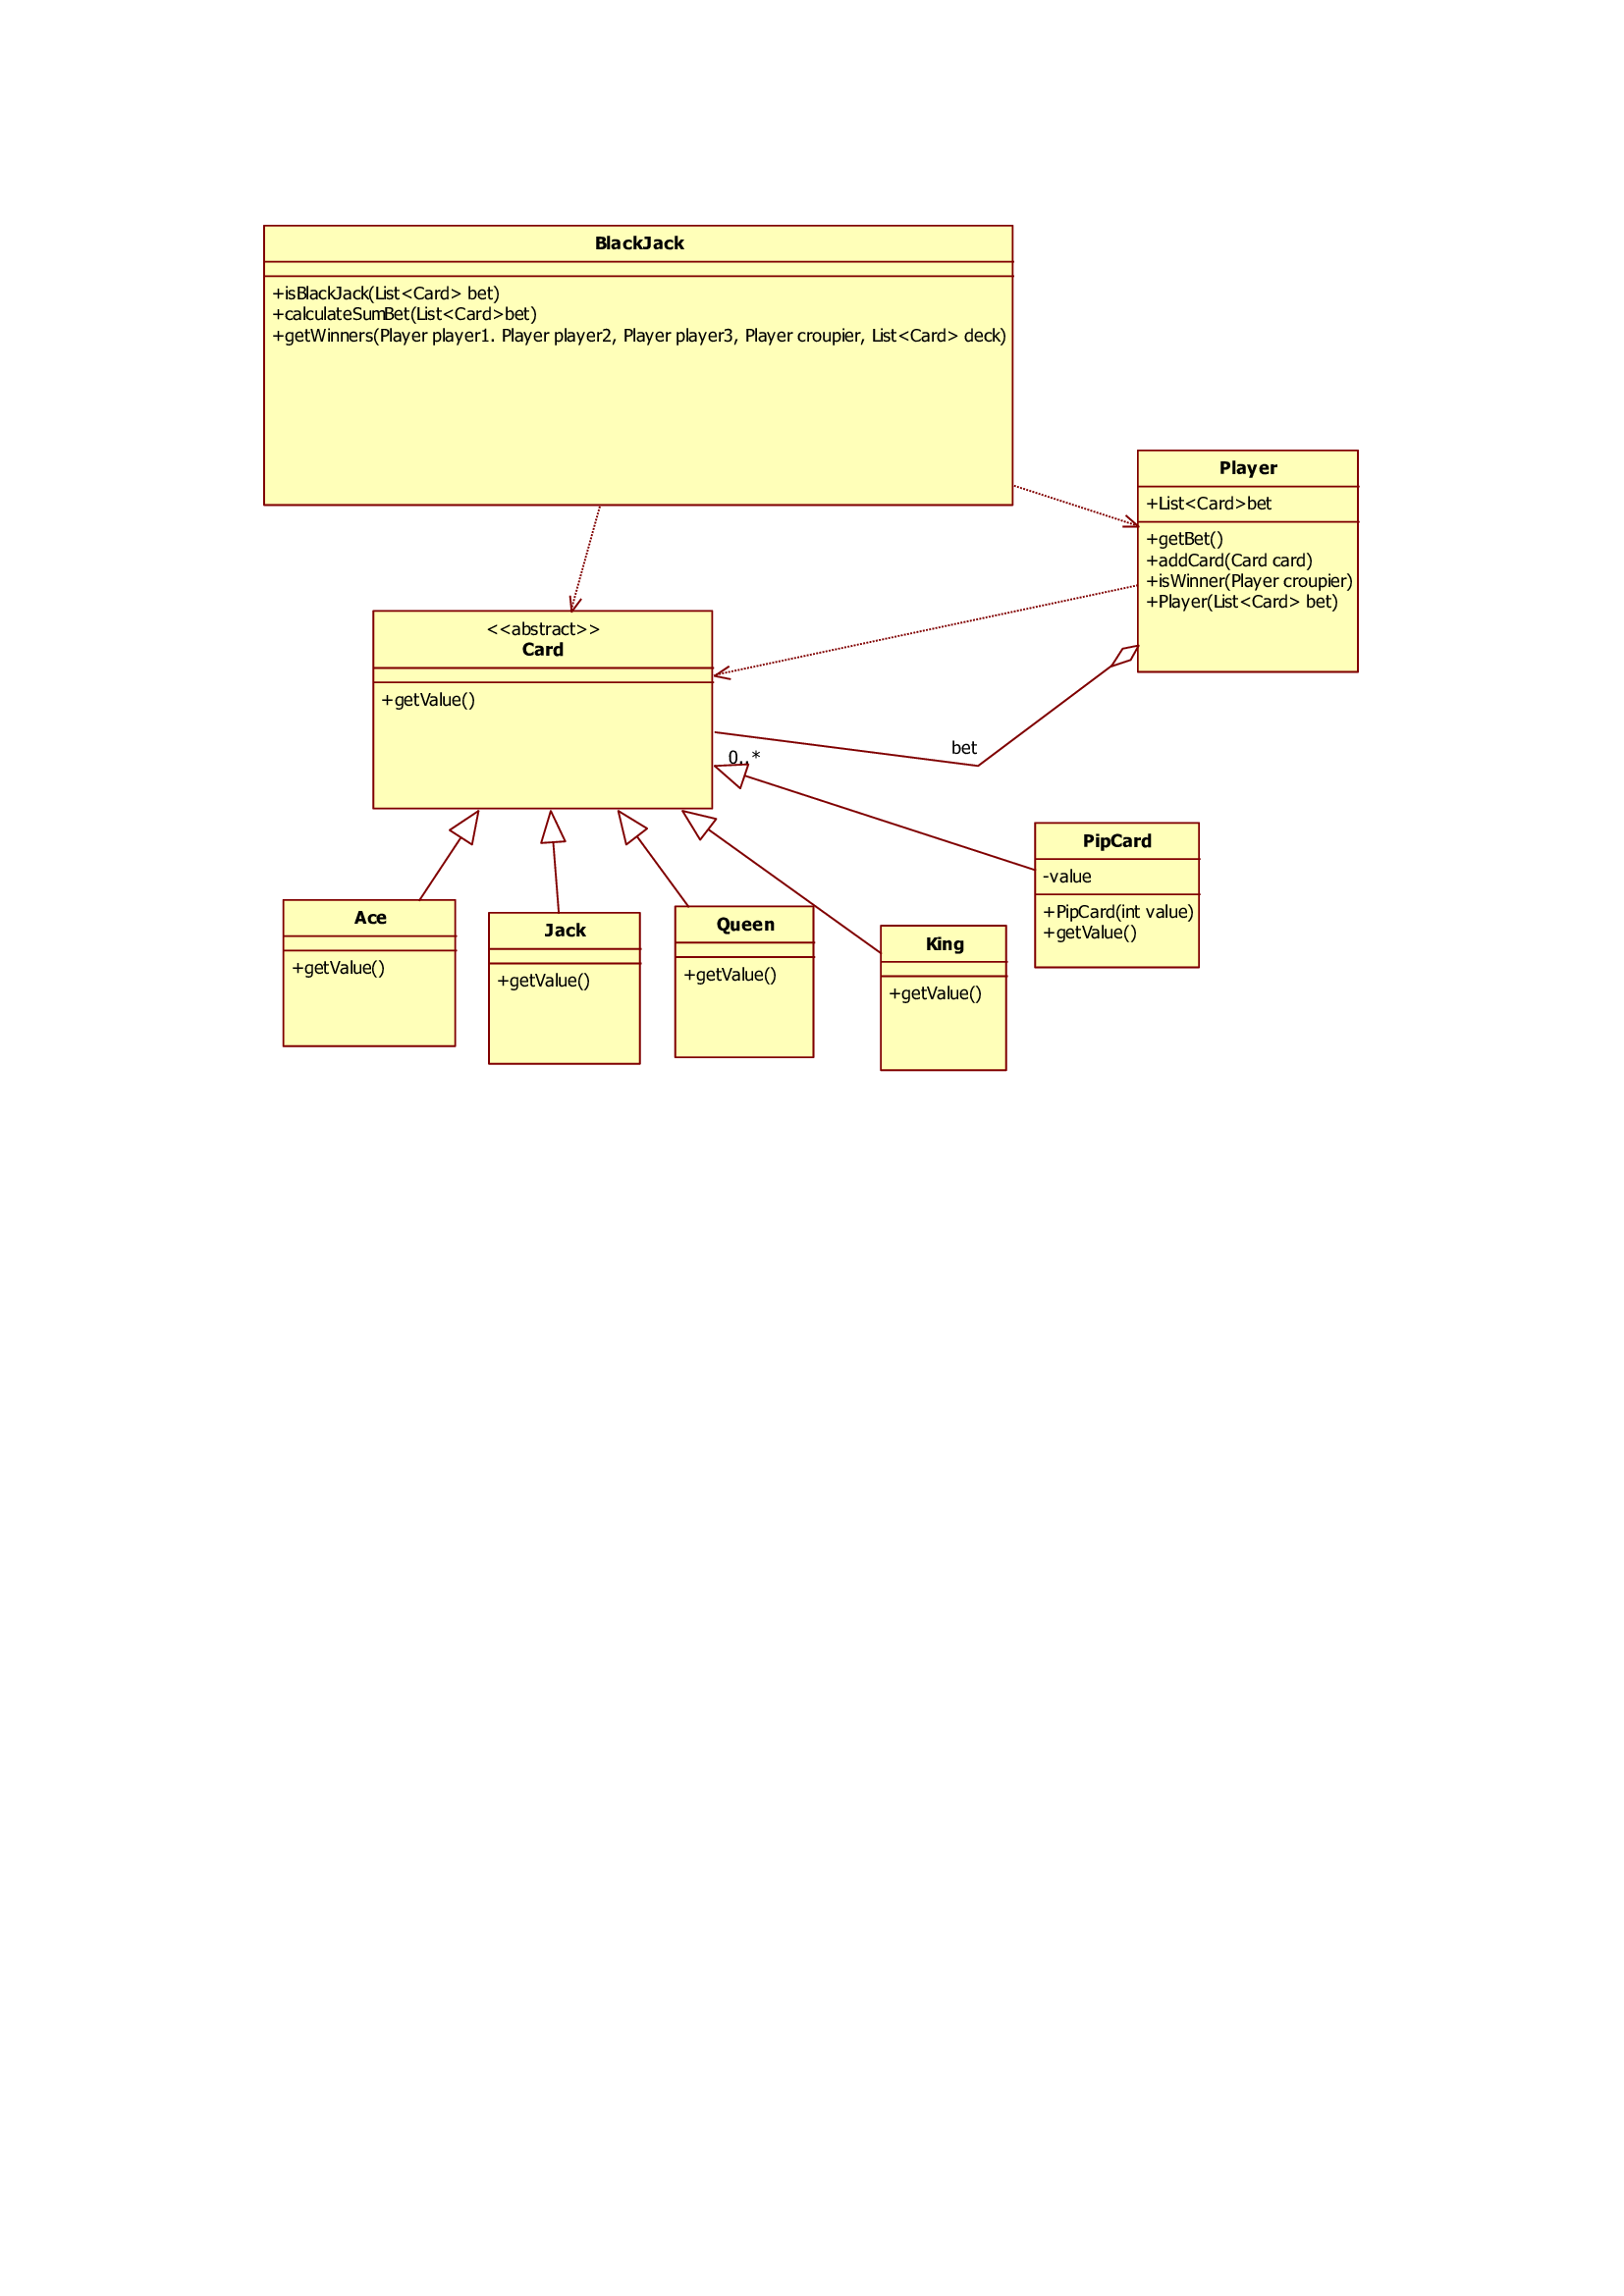 BlackJack
+isBlackJack(List<Card> bet)
+calculateSumBet(List<Card>bet)
+getWinners(Player player1. Player player2, Player player3, Player croupier, List<Card> deck)
Player
+List<Card>bet
+getBet()
+addCard(Card card)
+isWinner(Player croupier)
+Player(List<Card> bet)
<<abstract>>
Card
+getValue()
bet
0..*
PipCard
-value
+PipCard(int value)
+getValue()
Ace
+getValue()
Jack
+getValue()
Queen
+getValue()
King
+getValue()